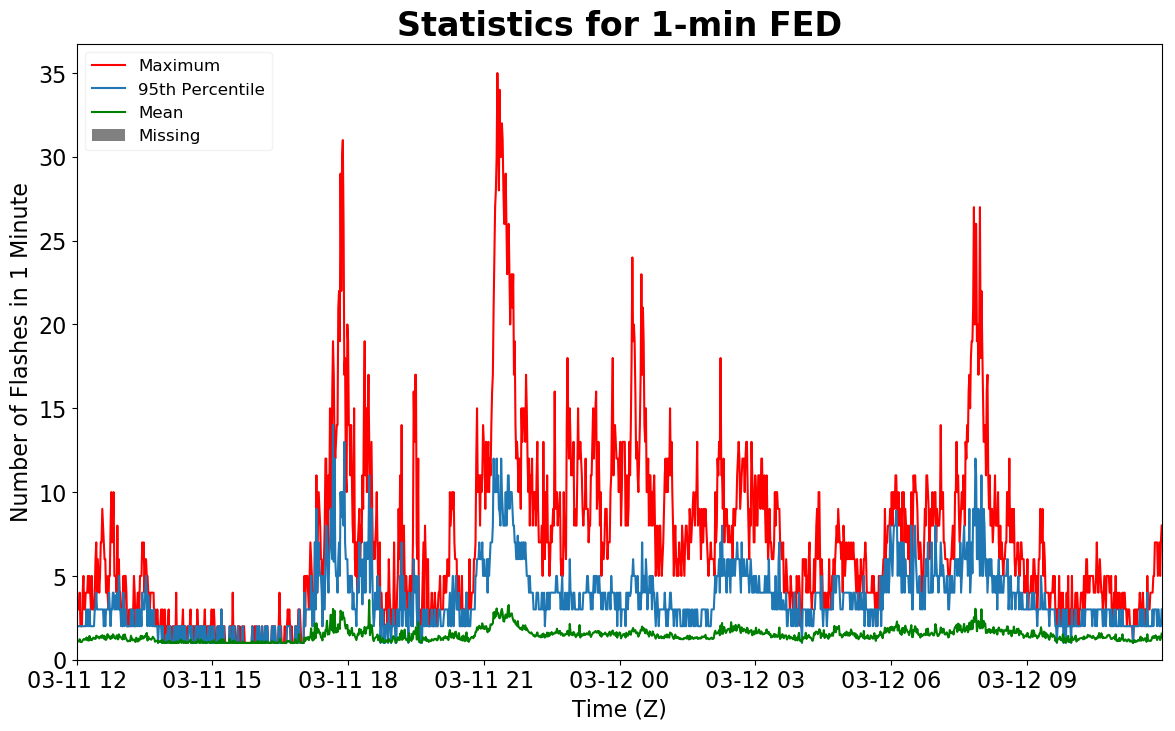 Statistics for 1-min FED
Maximum
95th Percentile
Mean
Missing
Number of Flashes in 1 Minute
35
30
25
20
15
10
5
0
03-11 12
03-11 15
03-11 18
03-11 21
03-12 00
03-12 03
03-12 06
03-12 09
Time (Z)